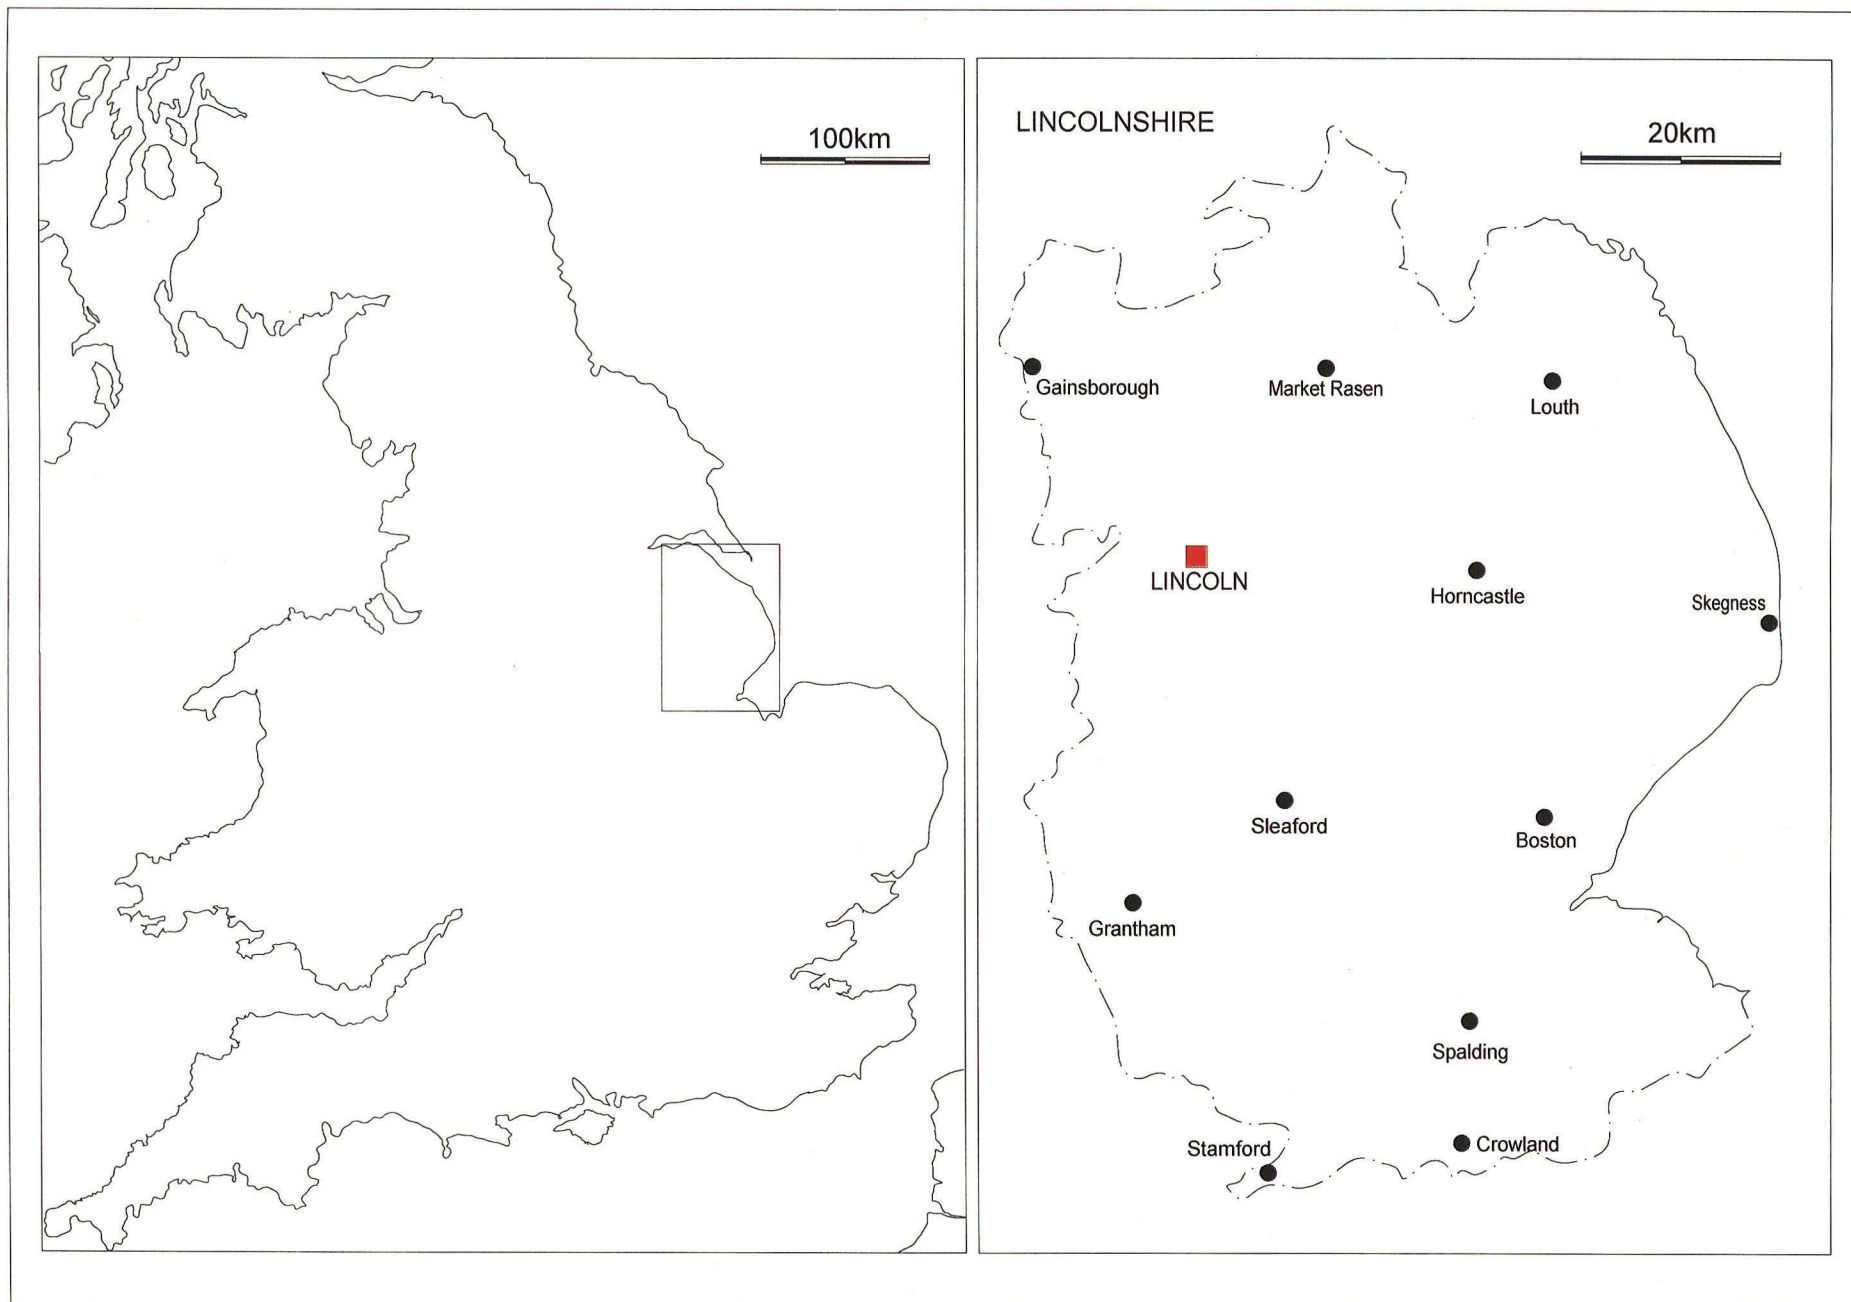 100km
LINCOLNSHIRE
20km
Gainsborough
Market Rasen
Louth
LINCOLN
Horncastle
Skegness
Sleaford
Boston
Grantham
Spalding
Stamford
Crowland